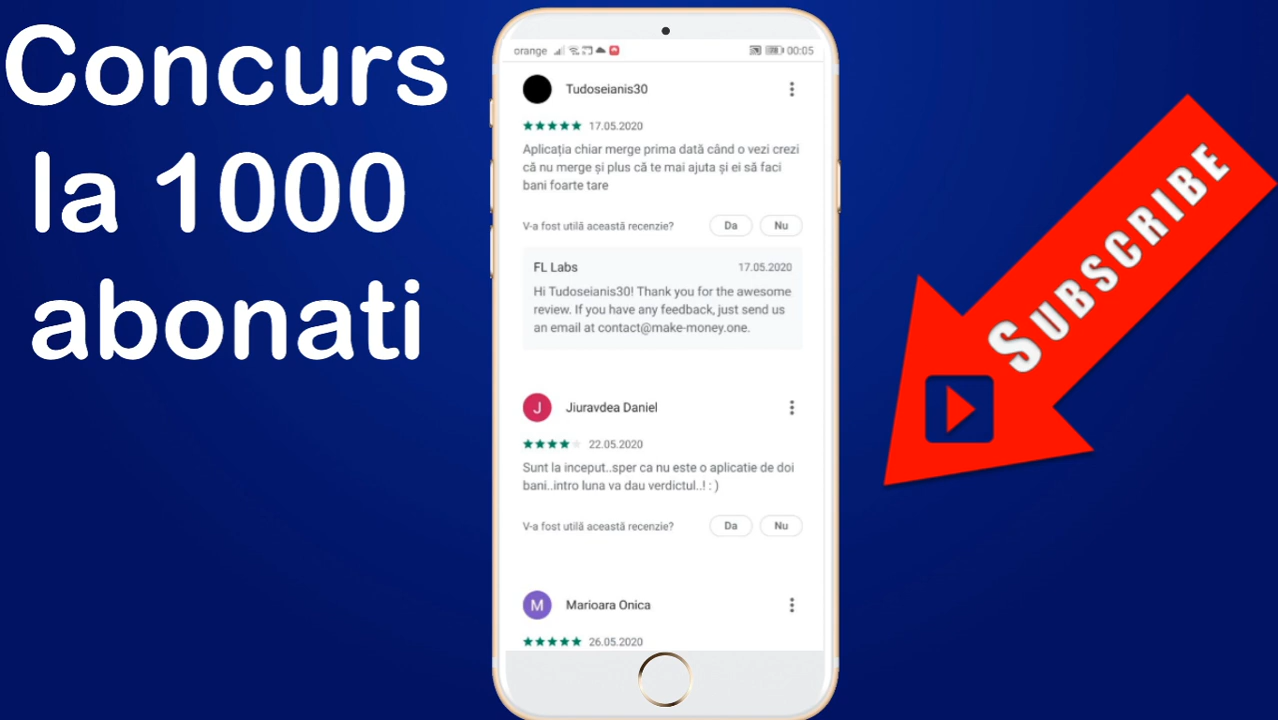 Concurs
la 1000
abonati
orange
00:05
Tudoseianis30
17.05.2020
Aplicația chiar merge prima dată când o vezi crezi
că nu merge și plus că te mai ajuta și ei să faci
bani foarte tare
V-a fost utilă această recenzie?
Da
Nu
FL Labs
17.05.2020
Hi Tudoseianis30! Thank you for the awesome
review. If you have any feedback, just send us
an email at contact@make-money.one.
J
Jiuravdea Daniel
22.05.2020
Sunt la inceput..sper ca nu este o aplicatie de doi
bani..intro luna va dau verdictul..! : )
V-a fost utilă această recenzie?
Da
Nu
M
Marioara Onica
26.05.2020
SUBSCRIBE